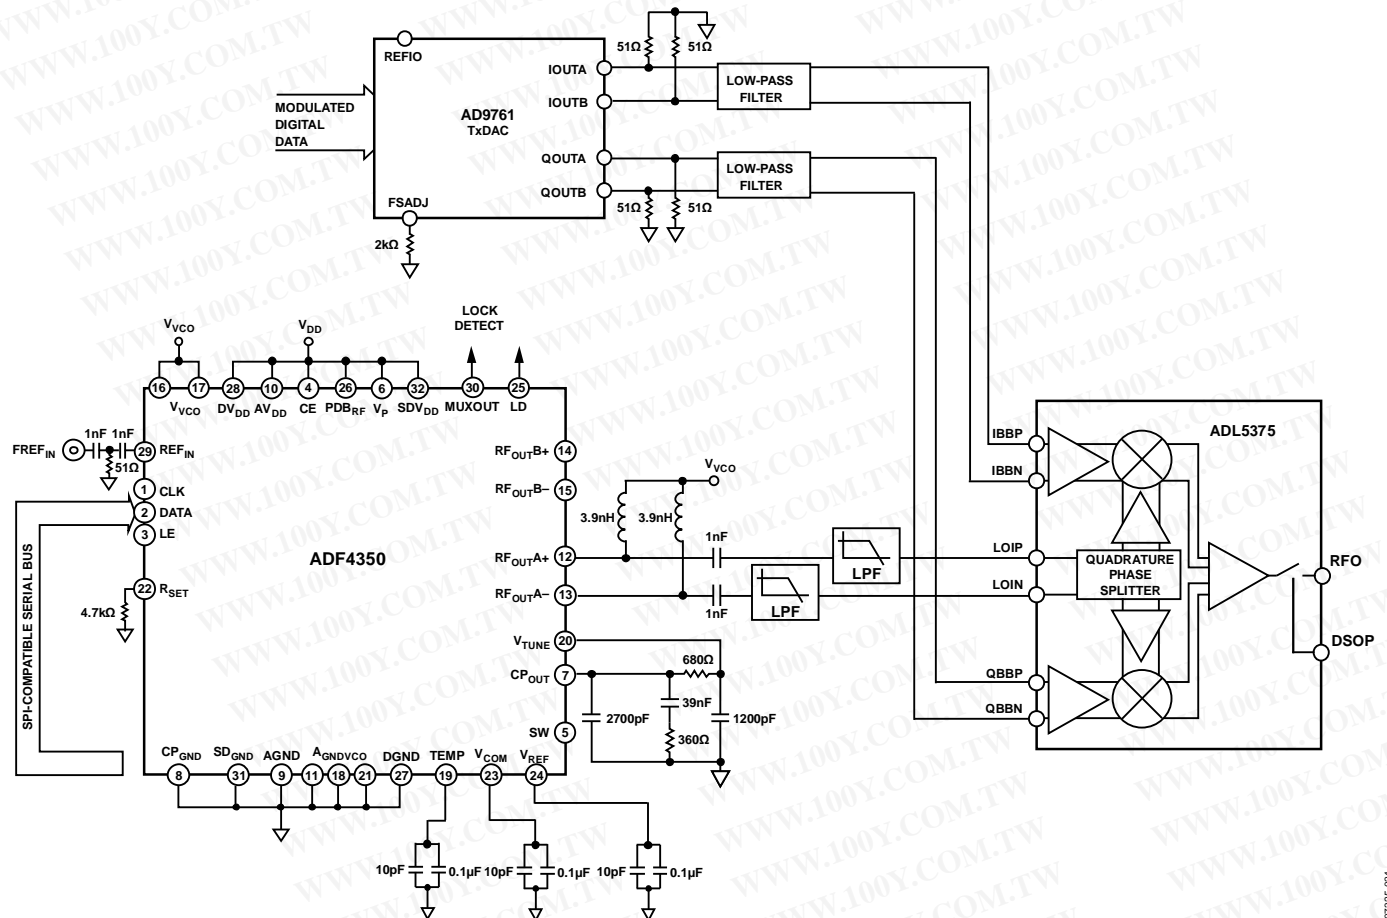 REFIO
MODULATED
DIGITAL
DATA
AD9761
TxDAC
IOUTA
IOUTB
QOUTA
QOUTB
FSADJ
2kΩ
51Ω
51Ω
LOW-PASS
FILTER
LOW-PASS
FILTER
51Ω
51Ω
LOCK
DETECT
VVCO
VDD
16
17
28
10
4
26
6
32
30
25
VVCO
DVDD
AVDD
CE
PDBRF
VP
SDVDD
MUXOUT
LD
FREFIN
1nF
1nF
51Ω
29
REFIN
1
CLK
2
DATA
3
LE
22
RSET
4.7kΩ
SPI-COMPATIBLE SERIAL BUS
ADF4350
RFOUTB+
14
RFOUTB–
15
RFOUTA+
12
RFOUTA–
13
VTUNE
20
CPOUT
7
SW
5
VVCO
3.9nH
3.9nH
1nF
1nF
LPF
LPF
680Ω
39nF
2700pF
1200pF
360Ω
CPGND
SDGND
AGND
AGNDVCO
DGND
TEMP
VCOM
VREF
8
31
9
11
18
21
27
19
23
24
10pF
0.1µF
10pF
0.1µF
10pF
0.1µF
ADL5375
IBBP
IBBN
LOIP
LOIN
QUADRATURE
PHASE
SPLITTER
QBBP
QBBN
RFO
DSOP
WWW.100Y.COM.TW